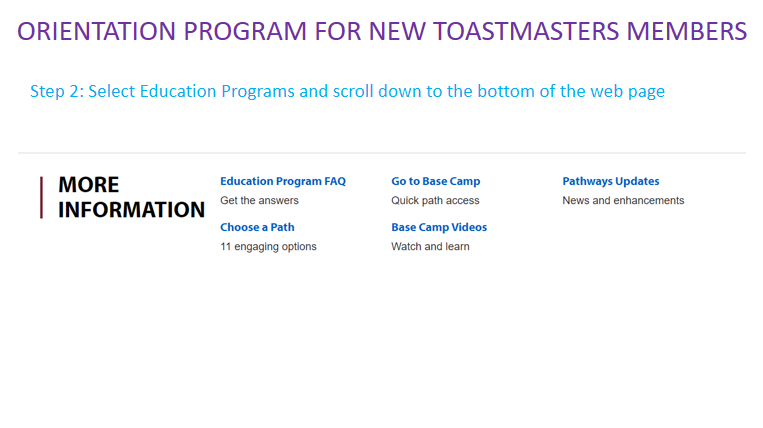 ORIENTATION PROGRAM FOR NEW TOASTMASTERS MEMBERS
Step 2: Select Education Programs and scroll down to the bottom of the web page
MORE
INFORMATION
Education Program FAQ
Get the answers
Choose a Path
11 engaging options
Go to Base Camp
Quick path access
Base Camp Videos
Watch and learn
Pathways Updates
News and enhancements